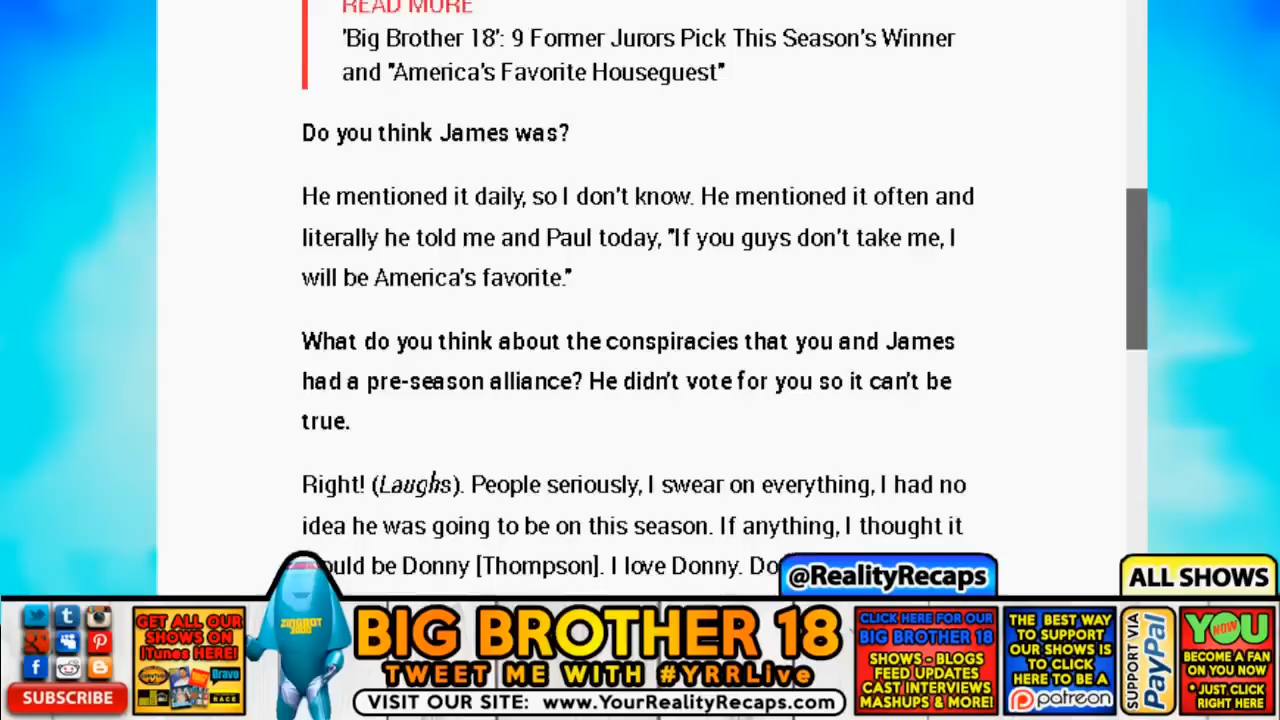 READ MORE
'Big Brother 18': 9 Former Jurors Pick This Season's Winner
and "America's Favorite Houseguest"
Do you think James was?
He mentioned it daily, so I don't know. He mentioned it often and
literally he told me and Paul today, "If you guys don't take me, I
will be America's favorite."
What do you think about the conspiracies that you and James
had a pre-season alliance? He didn't vote for you so it can't be
true.
Right! (Laughs). People seriously, I swear on everything, I had no
idea he was going to be on this season. If anything, I thought it
be Donny [Thompson]. I love Donny.
@RealityRecaps
ALL SHOWS
GET ALL OUR
SHOWS ON
iTunes HERE!
Bravo
RACE
SUBSCRIBE
ZINGBOT
3000
BIG BROTHER 18
TWEET ME WITH #YRRLive
VISIT OUR SITE: www.YourRealityRecaps.com
CLICK HERE FOR OUR
BIG BROTHER 18
SHOWS - BLOGS
FEED UPDATES
CAST INTERVIEWS
MASHUPS & MORE!
THE BEST WAY
TO SUPPORT
OUR SHOWS IS
TO CLICK
HERE TO BE A
patreon
SUPPORT VIA
PayPal
YOU
NOW
BECOME A FAN
ON YOU NOW
* JUST CLICK
RIGHT HERE